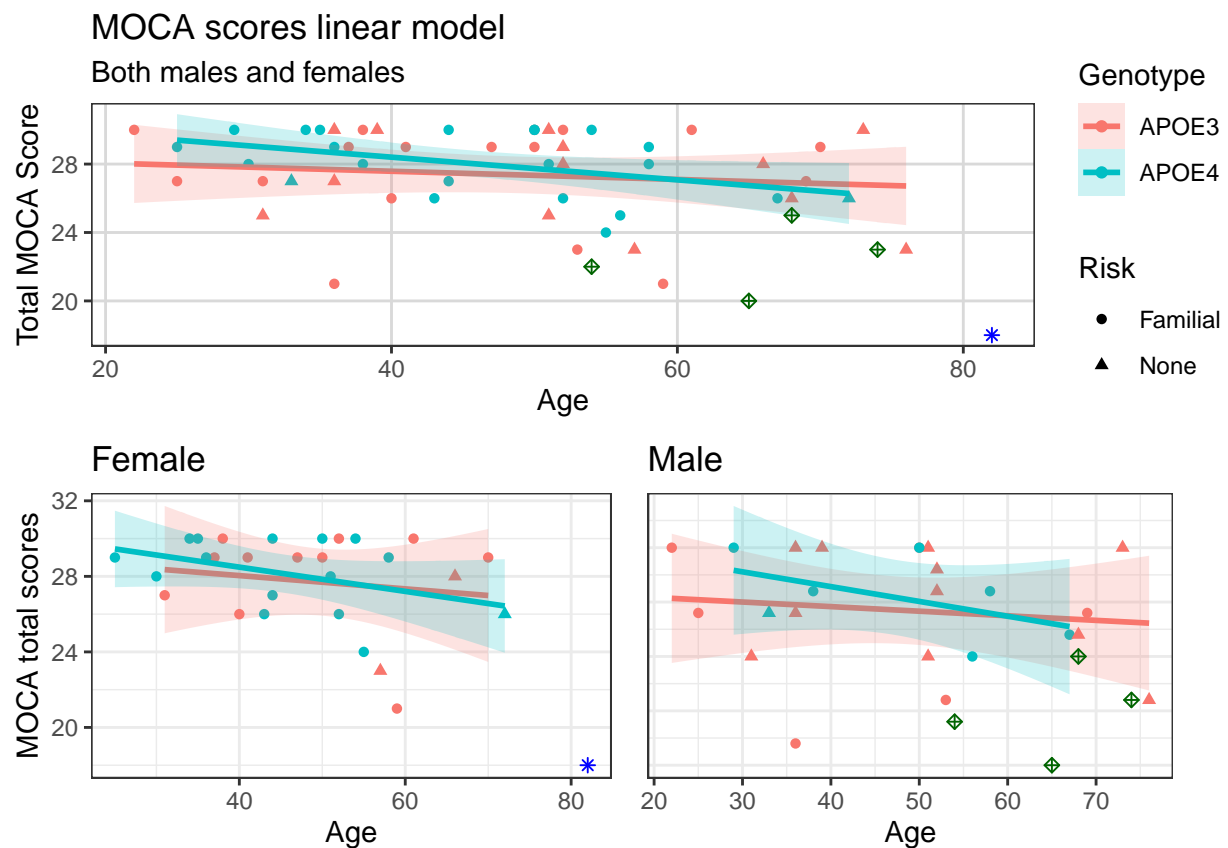 MOCA scores linear model
Both males and females
Total MOCA Score
28
24
20
20 40 60 80
Age
Genotype
APOE3
APOE4
Risk
Familial
None
Female
MOCA total scores
32
28
24
20
40 60 80
Age
Male
20 30 40 50 60 70
Age